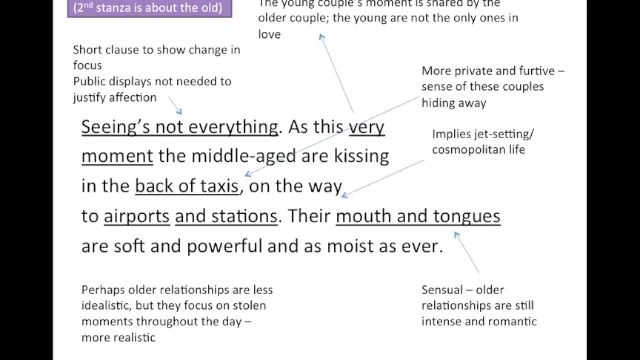 (2nd stanza is about the old)
The young couple's moment is shared by the
older couple; the young are not the only ones in
love
Short clause to show change in
focus
Public displays not needed to
justify affection
More private and furtive –
sense of these couples
hiding away
Implies jet-setting/
cosmopolitan life
Seeing's not everything. As this very
moment the middle-aged are kissing
in the back of taxis, on the way
to airports and stations. Their mouth and tongues
are soft and powerful and as moist as ever.
Perhaps older relationships are less
idealistic, but they focus on stolen
moments throughout the day –
more realistic
Sensual – older
relationships are still
intense and romantic